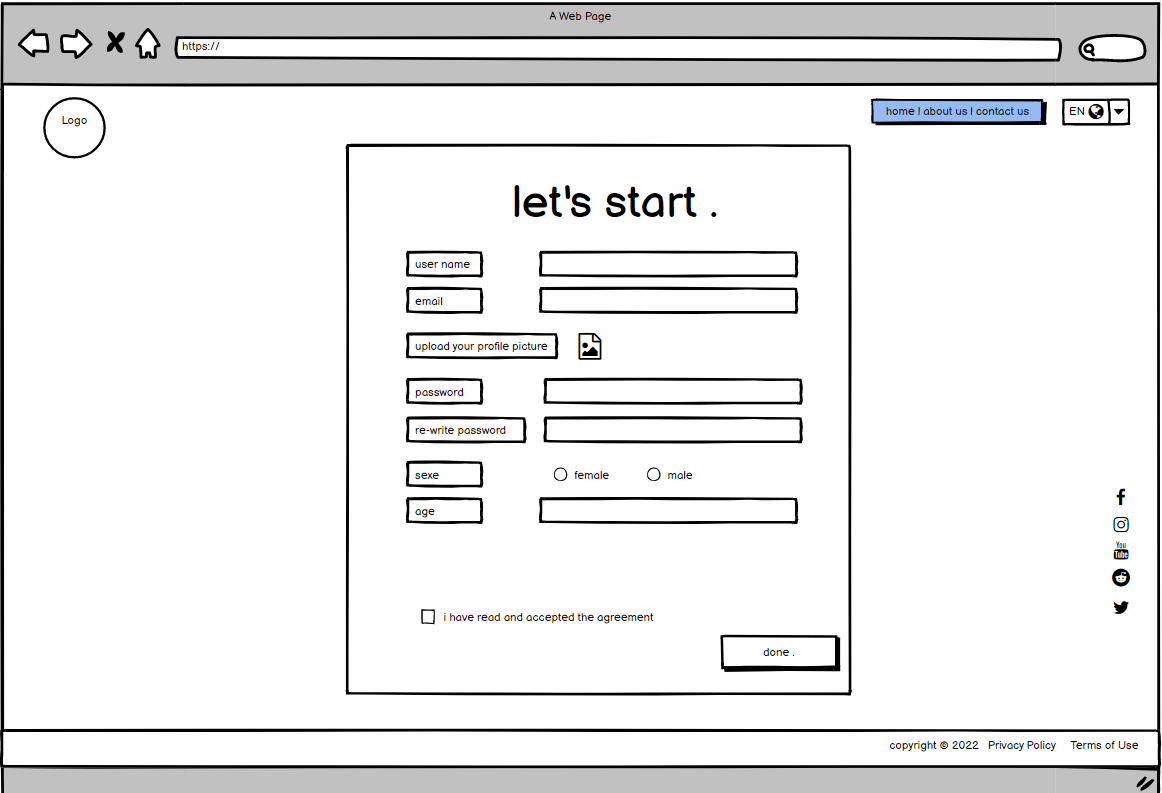 A Web Page
https://
Logo
home | about us | contact us
EN
let's start .
user name
email
upload your profile picture
password
re-write password
sexe
female
male
age
You
Tube
i have read and accepted the agreement
done .
copyright © 2022 Privacy Policy Terms of Use